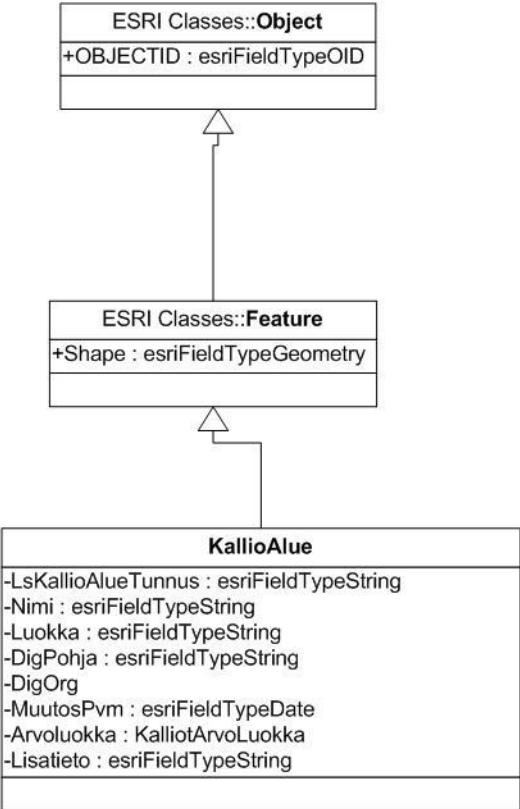 ESRI Classes::Object
+OBJECTID : esriFieldTypeOID
ESRI Classes::Feature
+Shape : esriFieldTypeGeometry
KallioAlue
-LsKallioAlueTunnus : esriFieldTypeString
-Nimi : esriFieldTypeString
-Luokka : esriFieldTypeString
-DigPohja : esriFieldTypeString
-DigOrg
-MuutosPvm : esriFieldTypeDate
-Arvoluokka : KalliotArvoLuokka
-Lisatieto : esriFieldTypeString